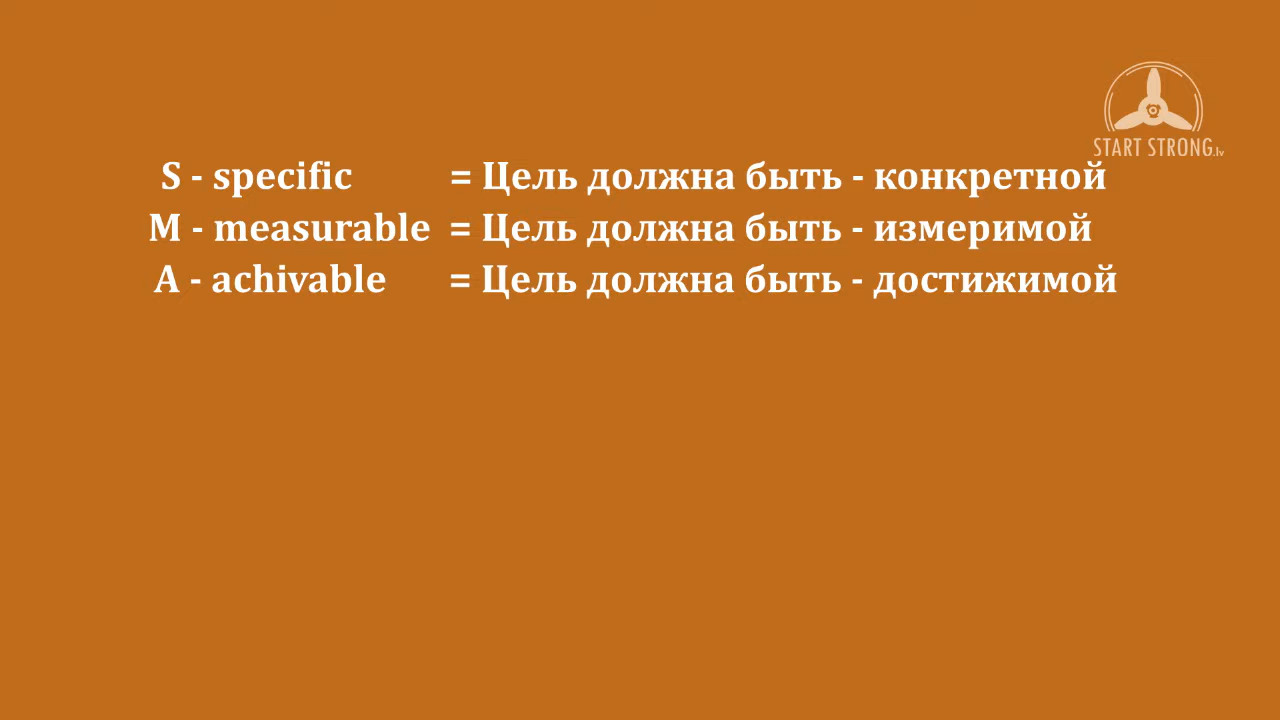 START STRONG.lv
S - specific = Цель должна быть - конкретной
M - measurable = Цель должна быть - измеримой
A - achivable = Цель должна быть - достижимой